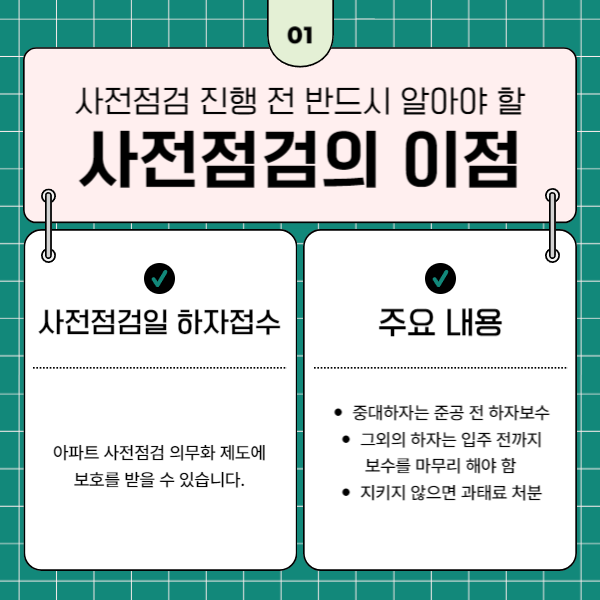 01
사전점검 진행 전 반드시 알아야 할
사전점검의 이점
사전점검일 하자접수
아파트 사전점검 의무화 제도에
보호를 받을 수 있습니다.
주요 내용
• 중대하자는 준공 전 하자보수
• 그외의 하자는 입주 전까지
보수를 마무리 해야 함
• 지키지 않으면 과태료 처분